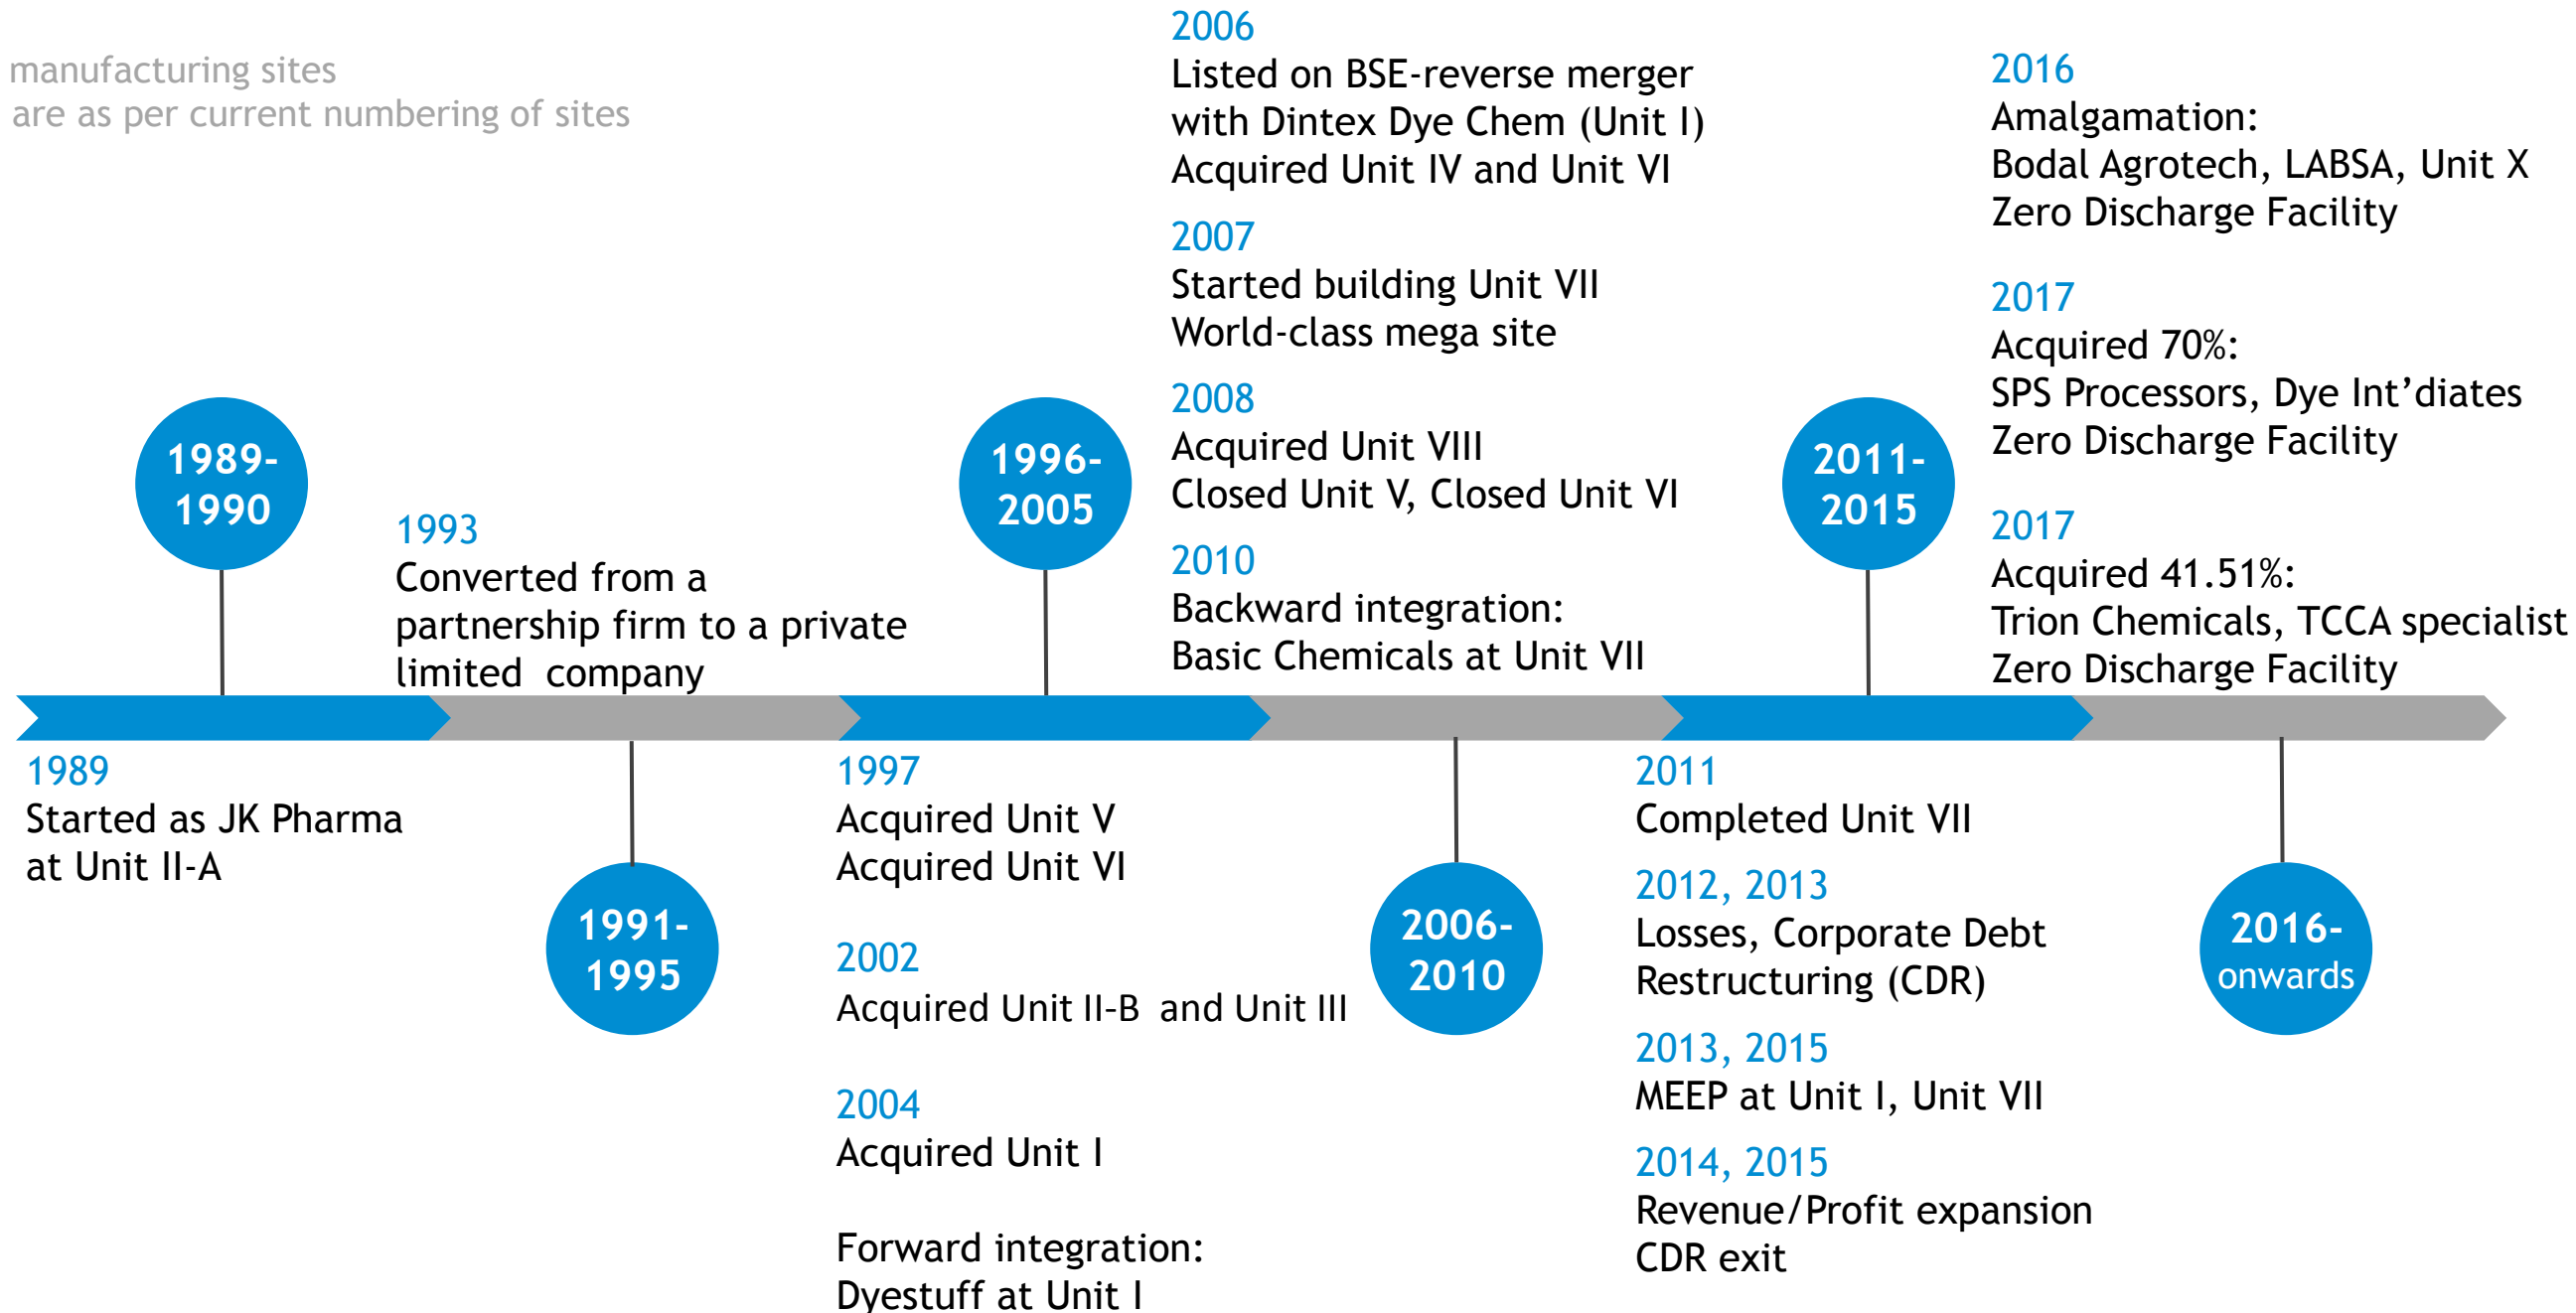 manufacturing sites
are as per current numbering of sites
1989-
1990
1989
Started as JK Pharma
at Unit II-A
1993
Converted from a
partnership firm to a private
limited company
1991-
1995
1996-
2005
1997
Acquired Unit V
Acquired Unit VI
2002
Acquired Unit II-B and Unit III
2004
Acquired Unit I
Forward integration:
Dyestuff at Unit I
2006
Listed on BSE-reverse merger
with Dintex Dye Chem (Unit I)
Acquired Unit IV and Unit VI
2007
Started building Unit VII
World-class mega site
2008
Acquired Unit VIII
Closed Unit V, Closed Unit VI
2010
Backward integration:
Basic Chemicals at Unit VII
2006-
2010
2011-
2015
2011
Completed Unit VII
2012, 2013
Losses, Corporate Debt
Restructuring (CDR)
2013, 2015
MEEP at Unit I, Unit VII
2014, 2015
Revenue/Profit expansion
CDR exit
2016
Amalgamation:
Bodal Agrotech, LABSA, Unit X
Zero Discharge Facility
2017
Acquired 70%:
SPS Processors, Dye Int’diates
Zero Discharge Facility
2017
Acquired 41.51%:
Trion Chemicals, TCCA specialist
Zero Discharge Facility
2016-
onwards